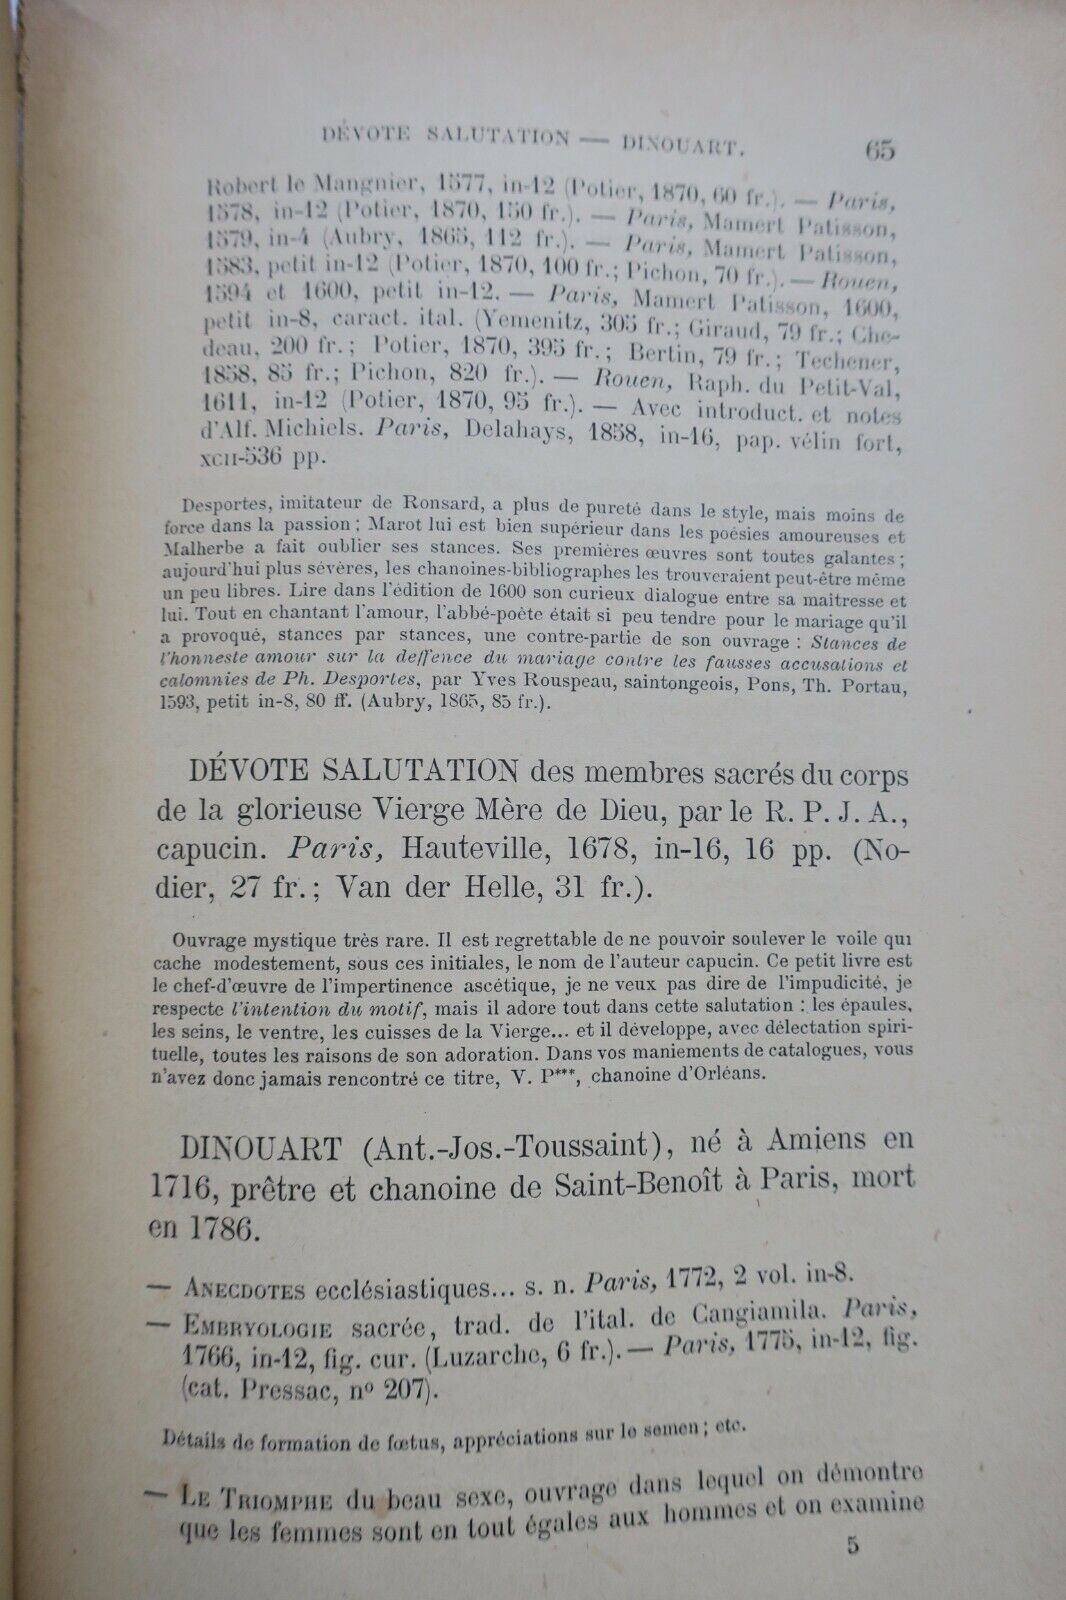 DÉVOTE SALUTATION — DINOUART. 65
Robert le Mangnier, 1577, in-12 (Potier, 1870, 60 fr.). — Paris,
1578, in-12 (Potier, 1870, 150 fr.). — Paris, Mamert Patisson,
1579, in-4 (Aubry, 1865, 112 fr.). — Paris, Mamert Patisson,
1583, petit in-12 (Potier, 1870, 100 fr.; Pichon, 70 fr.). — Rouen,
1594 et 1600, petit in-12. — Paris, Mamert Patisson, 1600,
petit in-8, caract. ital. (Yemenitz, 305 fr.; Giraud, 79 fr.; Che-
deau, 200 fr.; Potier, 1870, 395 fr.; Bertin, 79 fr.; Techener,
1858, 85 fr.; Pichon, 820 fr.). — Rouen, Raph. du Petit-Val,
1611, in-12 (Potier, 1870, 95 fr.). — Avec introduct. et notes
d'Alf. Michiels. Paris, Delahays, 1858, in-16, pap. vélin fort,
XCII-536 pp.
Desportes, imitateur de Ronsard, a plus de pureté dans le style, mais moins de
force dans la passion; Marot lui est bien supérieur dans les poésies amoureuses et
Malherbe a fait oublier ses stances. Ses premières œuvres sont toutes galantes;
aujourd'hui plus sévères, les chanoines-bibliographes les trouveraient peut-être même
un peu libres. Lire dans l'édition de 1600 son curieux dialogue entre sa maitresse et
lui. Tout en chantant l'amour, l'abbé-poète était si peu tendre pour le mariage qu'il
a provoqué, stances par stances, une contre-partie de son ouvrage : Stances de
l'honneste amour sur la deffence du mariage contre les fausses accusations et
calomnies de Ph. Desportes, par Yves Rouspeau, saintongeois, Pons, Th. Portau,
1593, petit in-8, 80 ff. (Aubry, 1865, 85 fr.).
DÉVOTE SALUTATION des membres sacrés du corps
de la glorieuse Vierge Mère de Dieu, par le R. P. J. A.,
capucin. Paris, Hauteville, 1678, in-16, 16 pp. (No-
dier, 27 fr.; Van der Helle, 31 fr.).
Ouvrage mystique très rare. Il est regrettable de ne pouvoir soulever le voile qui
cache modestement, sous ces initiales, le nom de l'auteur capucin. Ce petit livre est
le chef-d'œuvre de l'impertinence ascétique, je ne veux pas dire de l'impudicité, je
respecte l'intention du motif, mais il adore tout dans cette salutation : les épaules,
les seins, le ventre, les cuisses de la Vierge... et il développe, avec délectation spiri-
tuelle, toutes les raisons de son adoration. Dans vos maniements de catalogues, vous
n'avez donc jamais rencontré ce titre, V. P***, chanoine d'Orléans.
DINOUART (Ant.-Jos.-Toussaint), né à Amiens en
1716, prêtre et chanoine de Saint-Benoît à Paris, mort
en 1786.
— ANECDOTES ecclésiastiques... s. n. Paris, 1772, 2 vol. in-8.
— EMBRYOLOGIE sacrée, trad. de l'ital. de Cangiamila. Paris,
1766, in-12, fig. cur. (Luzarche, 6 fr.). — Paris, 1775, in-12, fig.
(cat. Pressac, nº 207).
Détails de formation de fœtus, appréciations sur le semen; etc.
— LE TRIOMPHE du beau sexe, ouvrage dans lequel on démontre
que les femmes sont en tout égales aux hommes et on examine
5